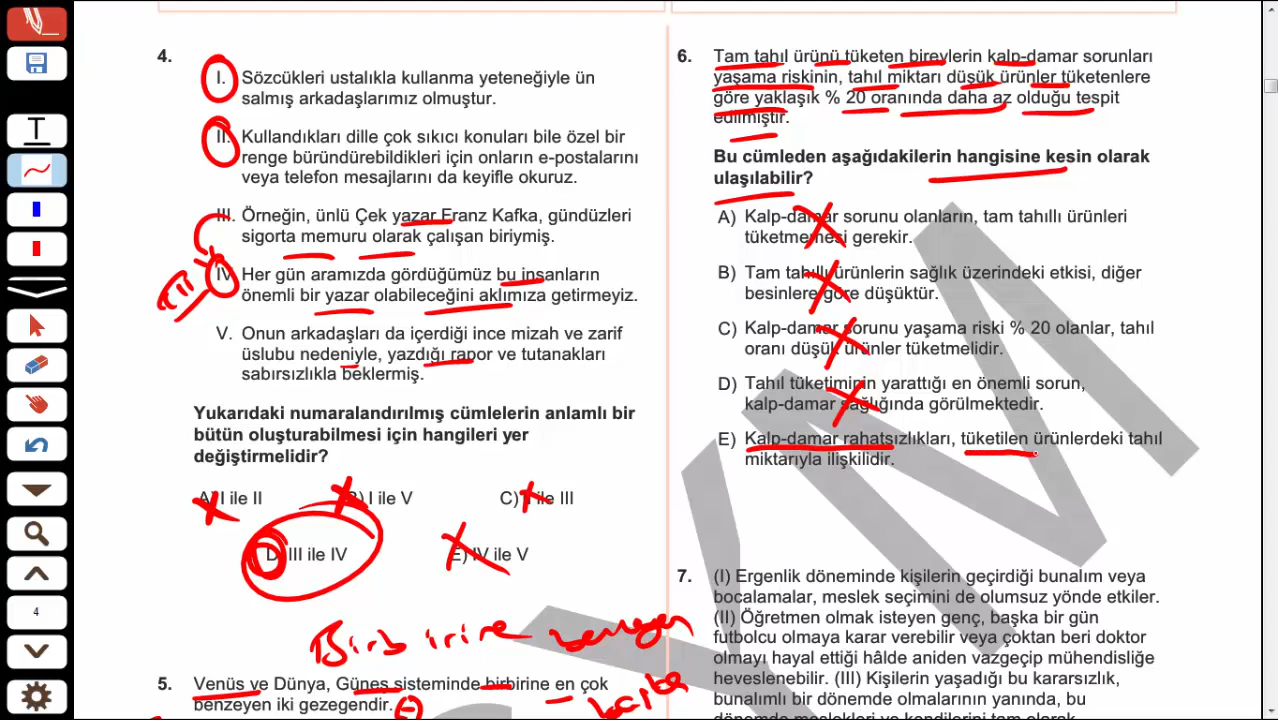 4.
I. Sözcükleri ustalıkla kullanma yeteneğiyle ün
salmış arkadaşlarımız olmuştur.
II. Kullandıkları dille çok sıkıcı konuları bile özel bir
renge büründürebildikleri için onların e-postalarını
veya telefon mesajlarını da keyifle okuruz.
III. Örneğin, ünlü Çek yazar Franz Kafka, gündüzleri
sigorta memuru olarak çalışan biriymiş.
III
IV. Her gün aramızda gördüğümüz bu insanların
önemli bir yazar olabileceğini aklımıza getirmeyiz.
V. Onun arkadaşları da içerdiği ince mizah ve zarif
üslubu nedeniyle, yazdığı rapor ve tutanakları
sabırsızlıkla beklermiş.
Yukarıdaki numaralandırılmış cümlelerin anlamlı bir
bütün oluşturabilmesi için hangileri yer
değiştirmelidir?
A) I ile II B) I ile V C) I ile III
D) III ile IV E) IV ile V
Birbirine benzeyen
başka
5. Venüs ve Dünya, Güneş sisteminde birbirine en çok
benzeyen iki gezegendir.
6. Tam tahıl ürünü tüketen bireylerin kalp-damar sorunları
yaşama riskinin, tahıl miktarı düşük ürünler tüketenlere
göre yaklaşık % 20 oranında daha az olduğu tespit
edilmiştir.
Bu cümleden aşağıdakilerin hangisine kesin olarak
ulaşılabilir?
A) Kalp-damar sorunu olanların, tam tahıllı ürünleri
tüketmemesi gerekir.
B) Tam tahıllı ürünlerin sağlık üzerindeki etkisi, diğer
besinlere göre düşüktür.
C) Kalp-damar sorunu yaşama riski % 20 olanlar, tahıl
oranı düşük ürünler tüketmelidir.
D) Tahıl tüketiminin yarattığı en önemli sorun,
kalp-damar sağlığında görülmektedir.
E) Kalp-damar rahatsızlıkları, tüketilen ürünlerdeki tahıl
miktarıyla ilişkilidir.
7. (I) Ergenlik döneminde kişilerin geçirdiği bunalım veya
bocalamalar, meslek seçimini de olumsuz yönde etkiler.
(II) Öğretmen olmak isteyen genç, başka bir gün
futbolcu olmaya karar verebilir veya çoktan beri doktor
olmayı hayal ettiği hâlde aniden vazgeçip mühendisliğe
heveslenebilir. (III) Kişilerin yaşadığı bu kararsızlık,
bunalımlı bir dönemde olmalarının yanında, bu
dönemde meslekleri ve kendilerini tam olarak
T
4